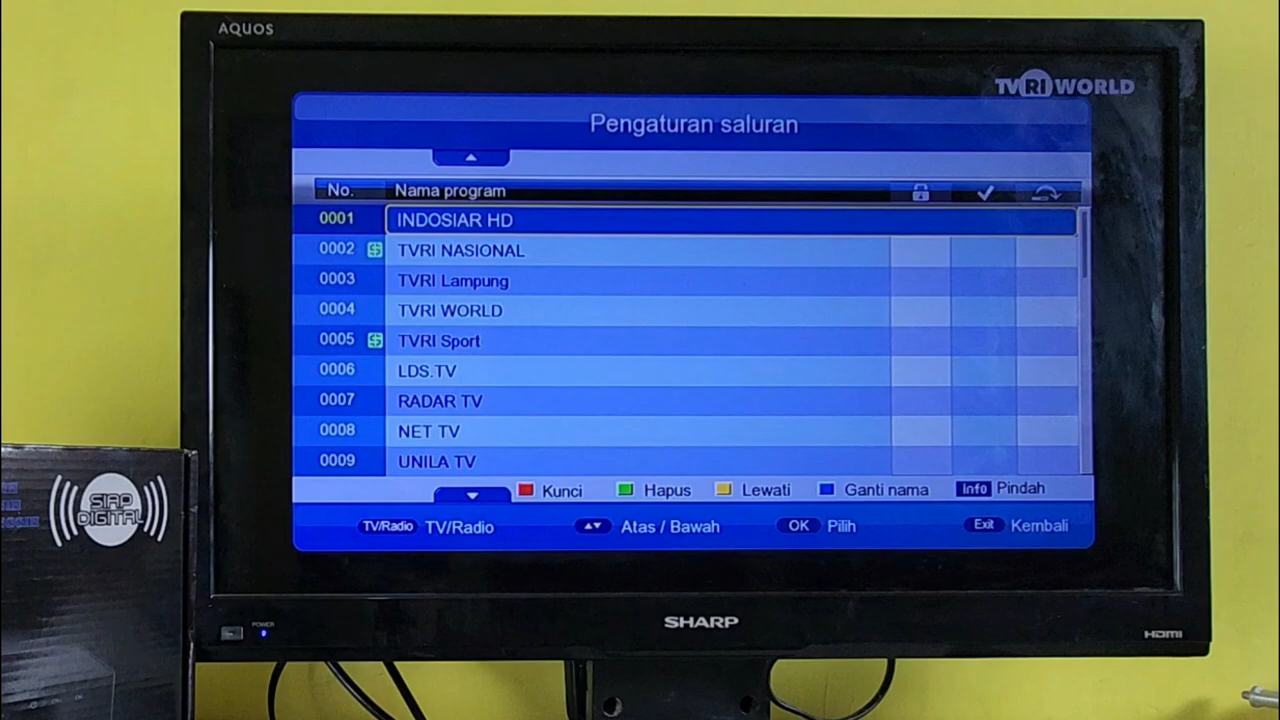 AQUOS
TVRI WORLD
Pengaturan saluran
No. Nama program
0001 INDOSIAR HD
0002 $ TVRI NASIONAL
0003 TVRI Lampung
0004 TVRI WORLD
0005 $ TVRI Sport
0006 LDS.TV
0007 RADAR TV
0008 NET TV
0009 UNILA TV
Kunci Hapus Lewati Ganti nama Info Pindah
TV/Radio TV/Radio Atas / Bawah OK Pilih Exit Kembali
SIAP
DIGITAL
SHARP
POWER
HDMI